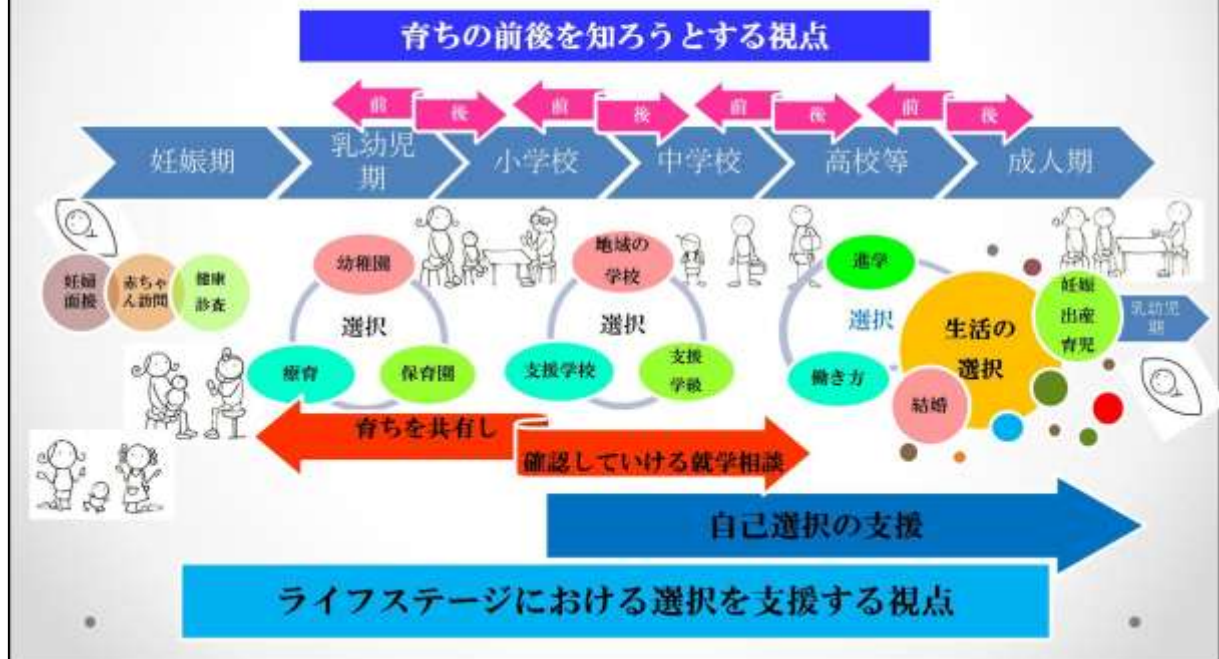 育ちの前後を知ろうとする視点
前
後
前
後
前
後
前
後
妊娠期
乳幼児
期
小学校
中学校
高校等
成人期
妊婦
面接
赤ちゃ
ん訪問
健康
診査
幼稚園
選択
療育
保育園
地域の
学校
選択
支援学校
支援
学級
進学
選択
働き方
生活の
選択
結婚
妊娠
出産
育児
乳幼児
期
育ちを共有し
確認していける就学相談
自己選択の支援
ライフステージにおける選択を支援する視点